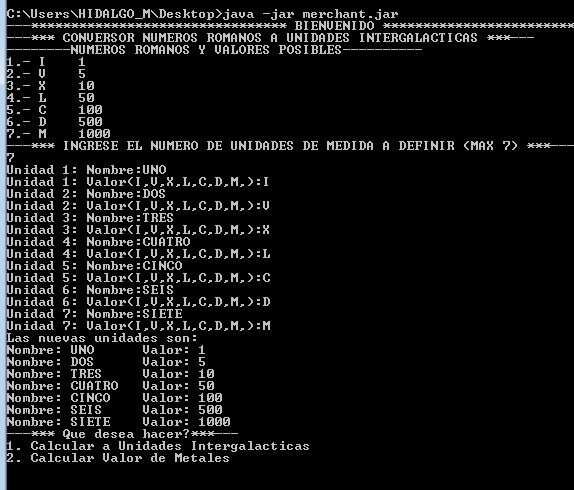 C:\Users\HIDALGO_M\Desktop>java -jar merchant.jar
-----**************************** BIENVENIDO **************************
---*** CONVERSOR NUMEROS ROMANOS A UNIDADES INTERGALACTICAS ***---
---------NUMEROS ROMANOS Y VALORES POSIBLES----------
1.- I    1
2.- V    5
3.- X    10
4.- L    50
5.- C    100
6.- D    500
7.- M    1000
---*** INGRESE EL NUMERO DE UNIDADES DE MEDIDA A DEFINIR (MAX 7) ***---
7
Unidad 1: Nombre:UNO
Unidad 1: Valor(I,V,X,L,C,D,M,):I
Unidad 2: Nombre:DOS
Unidad 2: Valor(I,V,X,L,C,D,M,):V
Unidad 3: Nombre:TRES
Unidad 3: Valor(I,V,X,L,C,D,M,):X
Unidad 4: Nombre:CUATRO
Unidad 4: Valor(I,V,X,L,C,D,M,):L
Unidad 5: Nombre:CINCO
Unidad 5: Valor(I,V,X,L,C,D,M,):C
Unidad 6: Nombre:SEIS
Unidad 6: Valor(I,V,X,L,C,D,M,):D
Unidad 7: Nombre:SIETE
Unidad 7: Valor(I,V,X,L,C,D,M,):M
Las nuevas unidades son:
Nombre: UNO      Valor: 1
Nombre: DOS      Valor: 5
Nombre: TRES     Valor: 10
Nombre: CUATRO   Valor: 50
Nombre: CINCO    Valor: 100
Nombre: SEIS     Valor: 500
Nombre: SIETE    Valor: 1000
---*** Que desea hacer?***---
1. Calcular a Unidades Intergalacticas
2. Calcular Valor de Metales